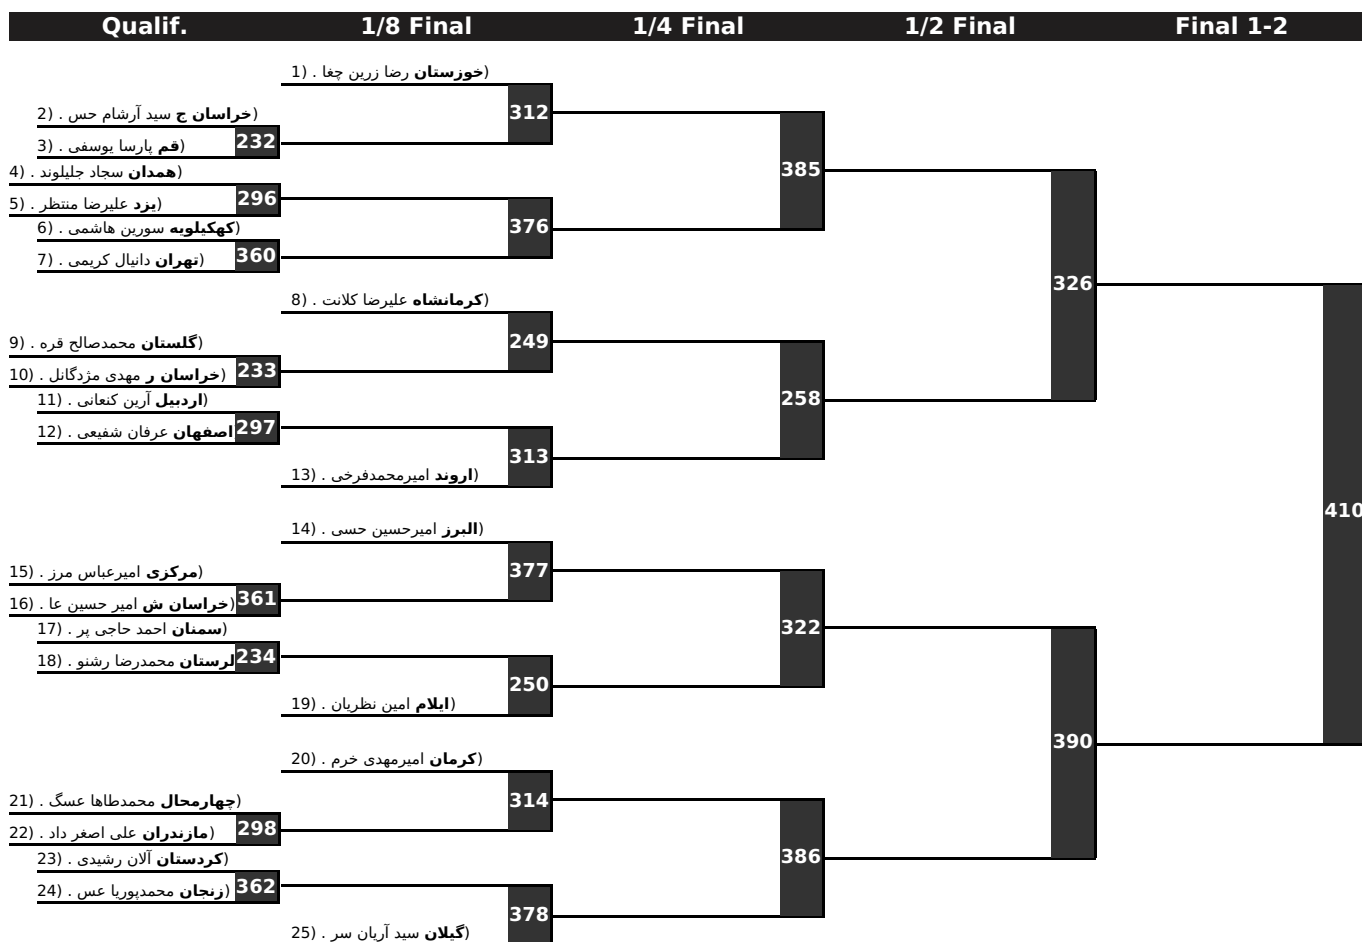 Qualif. 1/8 Final 1/4 Final 1/2 Final Final 1-2
1) . رضا زرین چغا خوزستان)
312
2) . سید آرشام حس خراسان ج)
232
3) . پارسا یوسفی قم)
385
4) . سجاد جلیلوند همدان)
296
5) . علیرضا منتظر یزد)
376
6) . سورین هاشمی کهکیلویه)
360
7) . دانیال کریمی تهران)
326
8) . علیرضا کلانت کرمانشاه)
249
9) . محمدصالح قره گلستان)
233
10) . مهدی مژدگانل خراسان ر)
258
11) . آرین کنعانی اردبیل)
297
12) . عرفان شفیعی اصفهان
313
13) . امیرمحمدفرخی اروند)
410
14) . امیرحسین حسی البرز)
377
15) . امیرعباس مرز مرکزی)
361
16) . امیر حسین عا خراسان ش)
322
17) . احمد حاجی پر سمنان)
234
18) . محمدرضا رشنو لرستان
250
19) . امین نظریان ایلام)
390
20) . امیرمهدی خرم کرمان)
314
21) . محمدطاها عسگ چهارمحال)
298
22) . علی اصغر داد مازندران)
386
23) . آلان رشیدی کردستان)
362
24) . محمدپوریا عس زنجان)
378
25) . سید آریان سر گیلان)